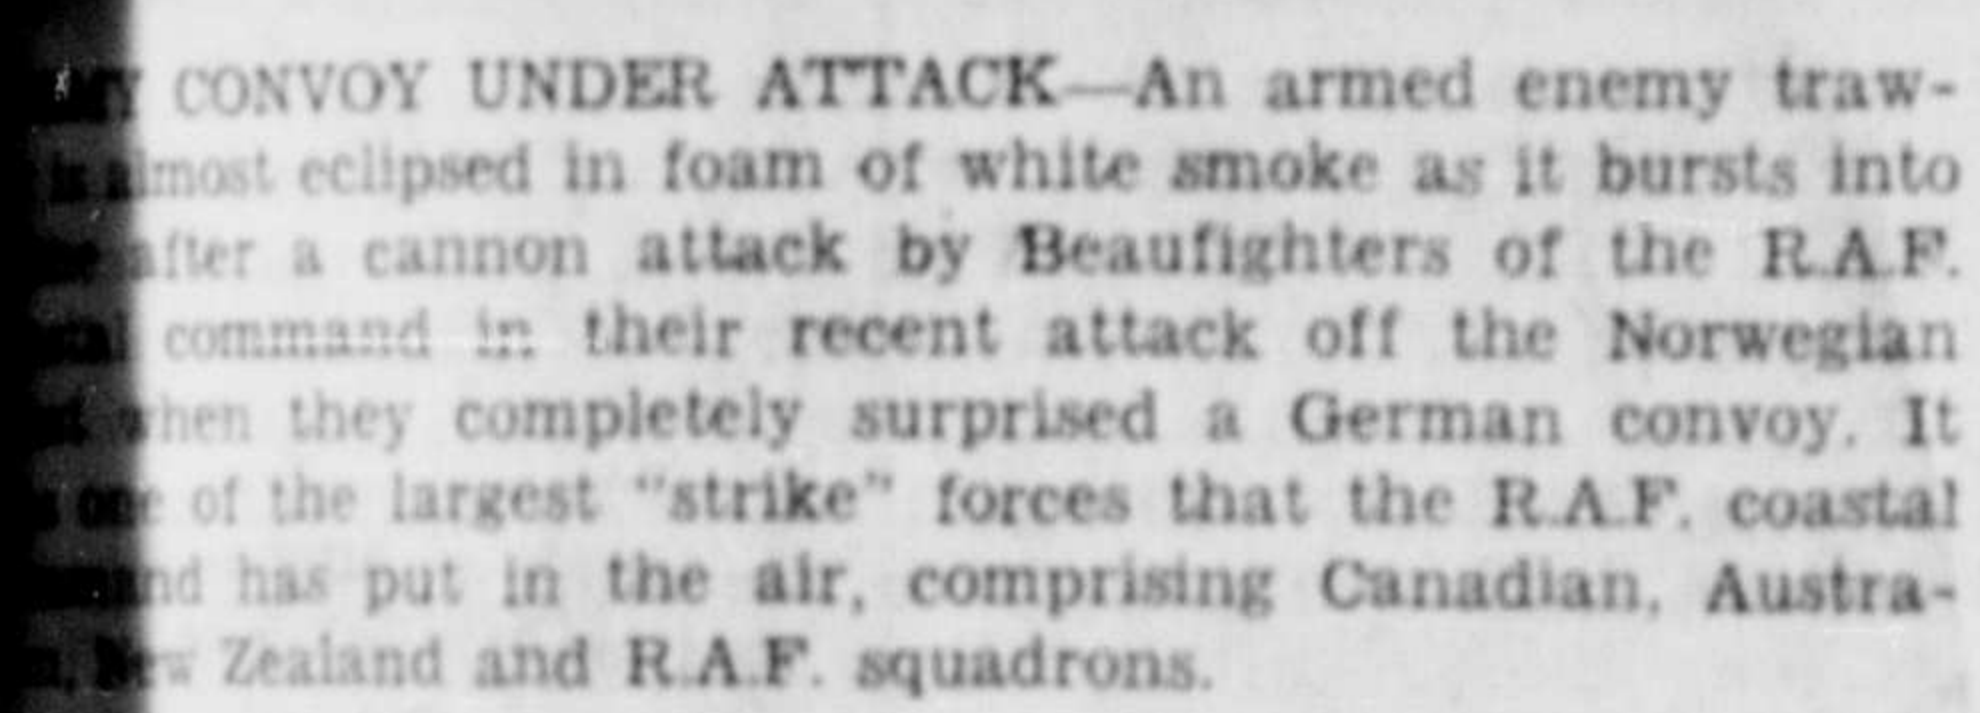 CONVOY UNDER ATTACK—An armed enemy traw-
is almost eclipsed in foam of white smoke as it bursts into
after a cannon attack by Beaufighters of the R.A.F.
command in their recent attack off the Norwegian
when they completely surprised a German convoy. It
one of the largest "strike" forces that the R.A.F. coastal
has put in the air, comprising Canadian, Austra-
New Zealand and R.A.F. squadrons.